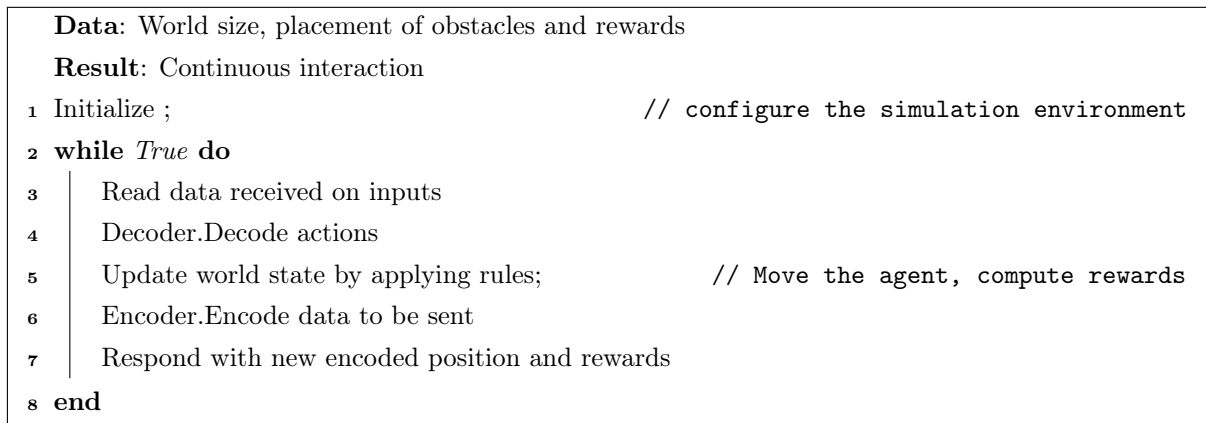 Data: World size, placement of obstacles and rewards
Result: Continuous interaction
1 Initialize ; // configure the simulation environment
2 while True do
3 Read data received on inputs
4 Decoder.Decode actions
5 Update world state by applying rules; // Move the agent, compute rewards
6 Encoder.Encode data to be sent
7 Respond with new encoded position and rewards
8 end